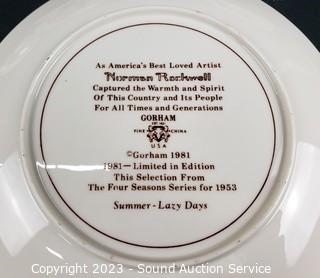 As America's Best Loved Artist
Norman Rockwell
Captured the Warmth and Spirit
Of This Country and Its People
For All Times and Generations
GORHAM
FINE CHINA
USA
©Gorham 1981
1981—Limited in Edition
This Selection From
The Four Seasons Series for 1953
Summer-Lazy Days
Copyright © 2023 - Sound Auction Service